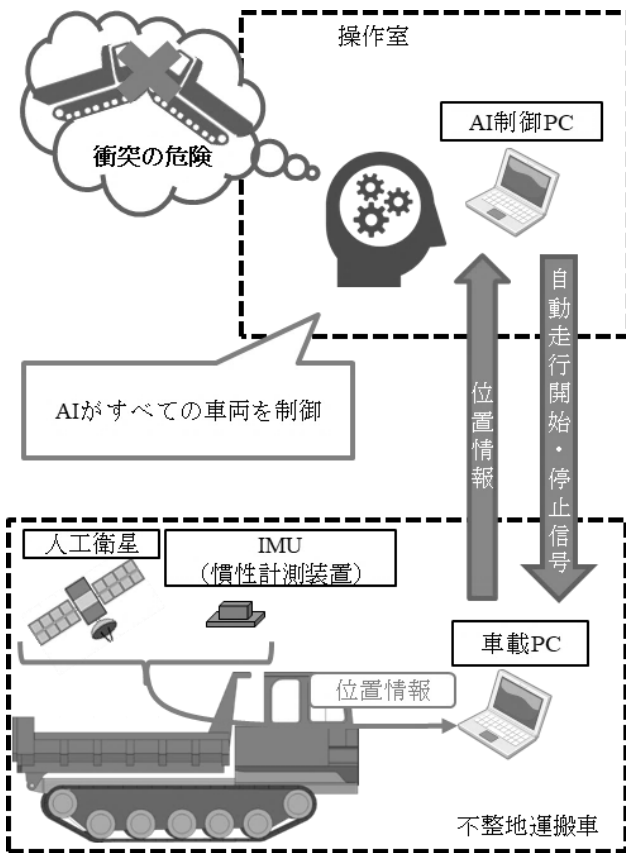 操作室
衝突の危険
AI制御PC
自動走行開始・停止信号
位置情報
AIがすべての車両を制御
人工衛星
IMU
（慣性計測装置）
車載PC
位置情報
不整地運搬車